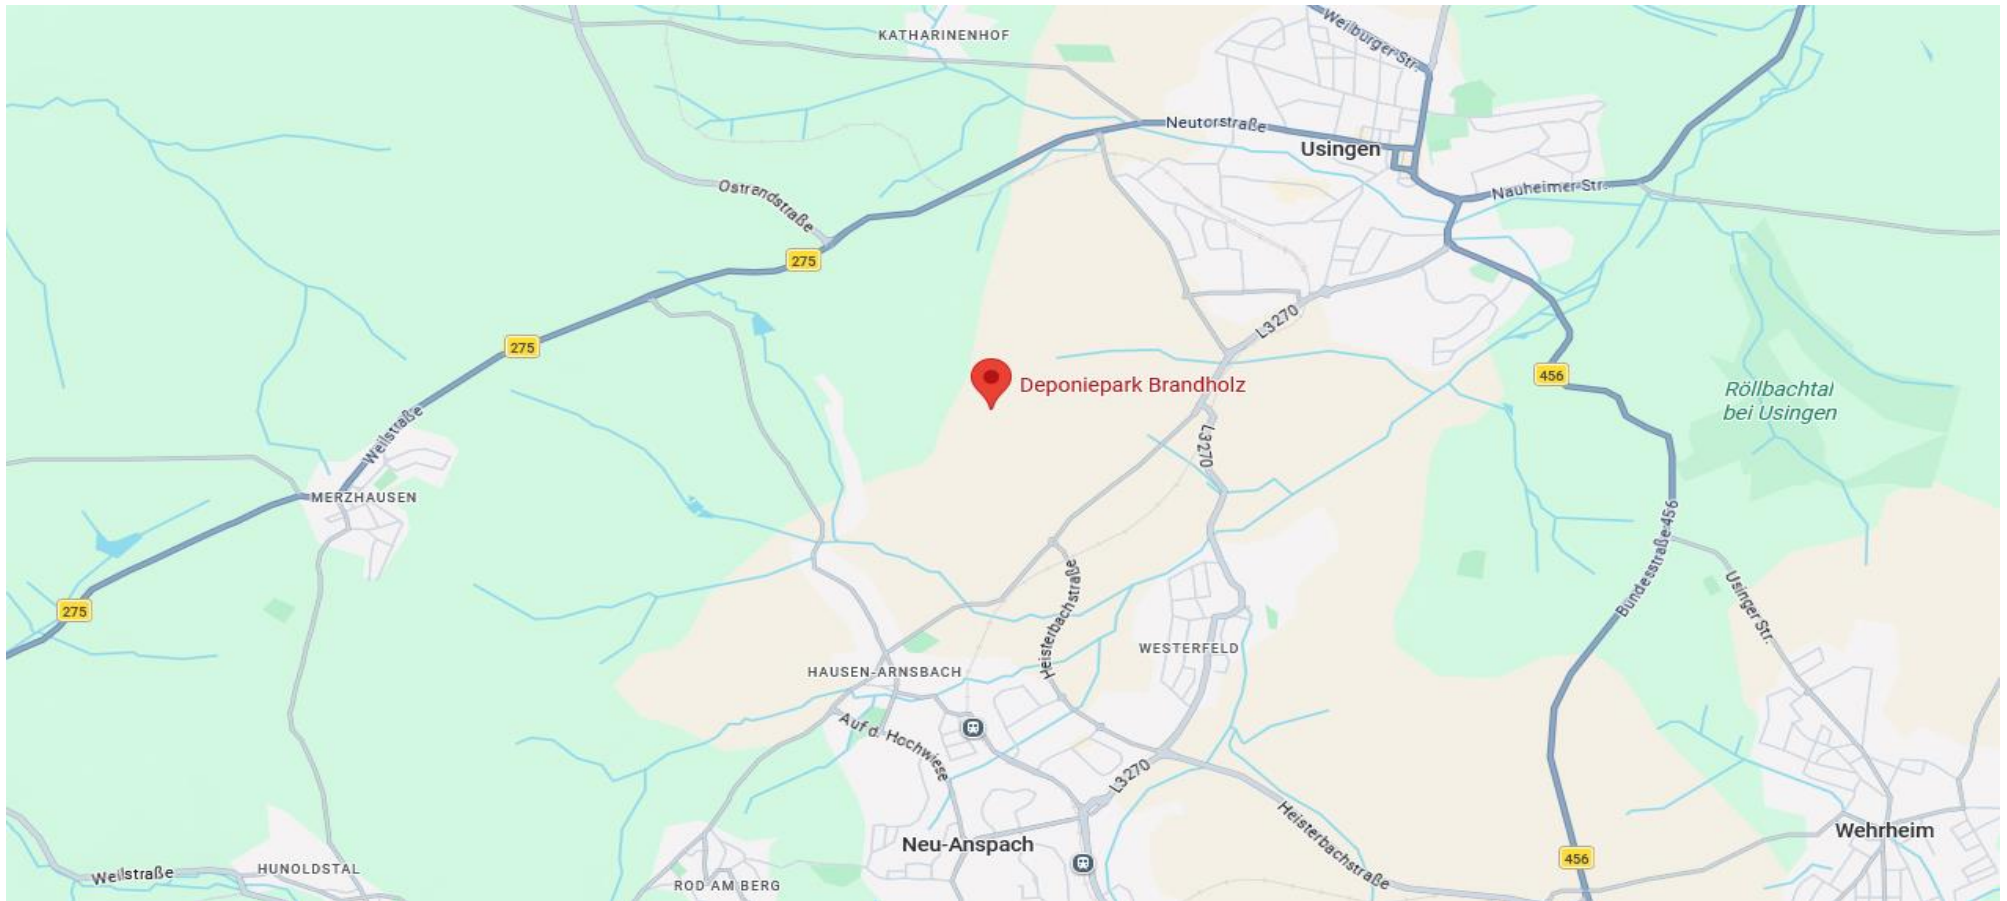 KATHARINENHOF
Weilburger Str.
Neutorstraße
Usingen
Ostrendstraße
Nauheimer Str.
275
L3270
275
456
Deponiepark Brandholz
Röllbachtal
bei Usingen
Weilstraße
L3270
MERZHAUSEN
Bundesstraße 456
275
Heisterbachstraße
Usinger Str.
WESTERFELD
HAUSEN-ARNSBACH
Auf d. Hochwiese
L3270
Heisterbachstraße
Neu-Anspach
Wehrheim
456
Weilstraße
HUNOLDSTAL
ROD AM BERG